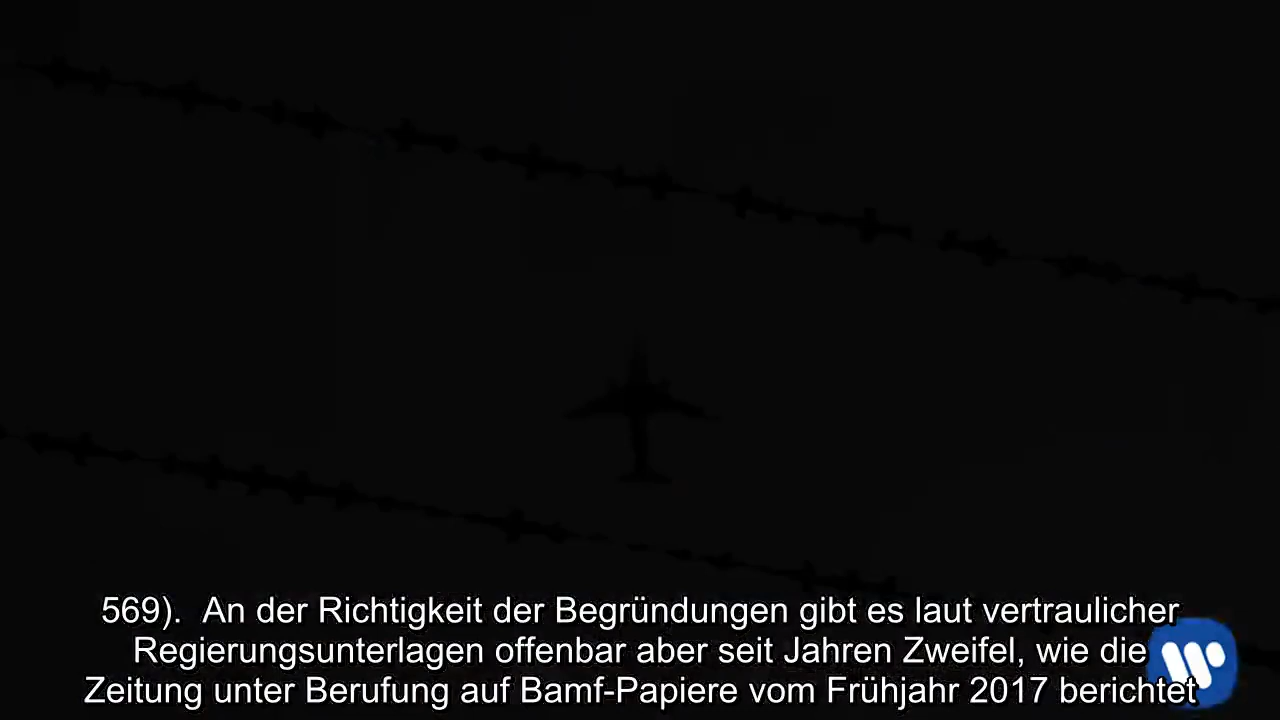 569).  An der Richtigkeit der Begründungen gibt es laut vertraulicher
Regierungsunterlagen offenbar aber seit Jahren Zweifel, wie die
Zeitung unter Berufung auf Bamf-Papiere vom Frühjahr 2017 berichtet